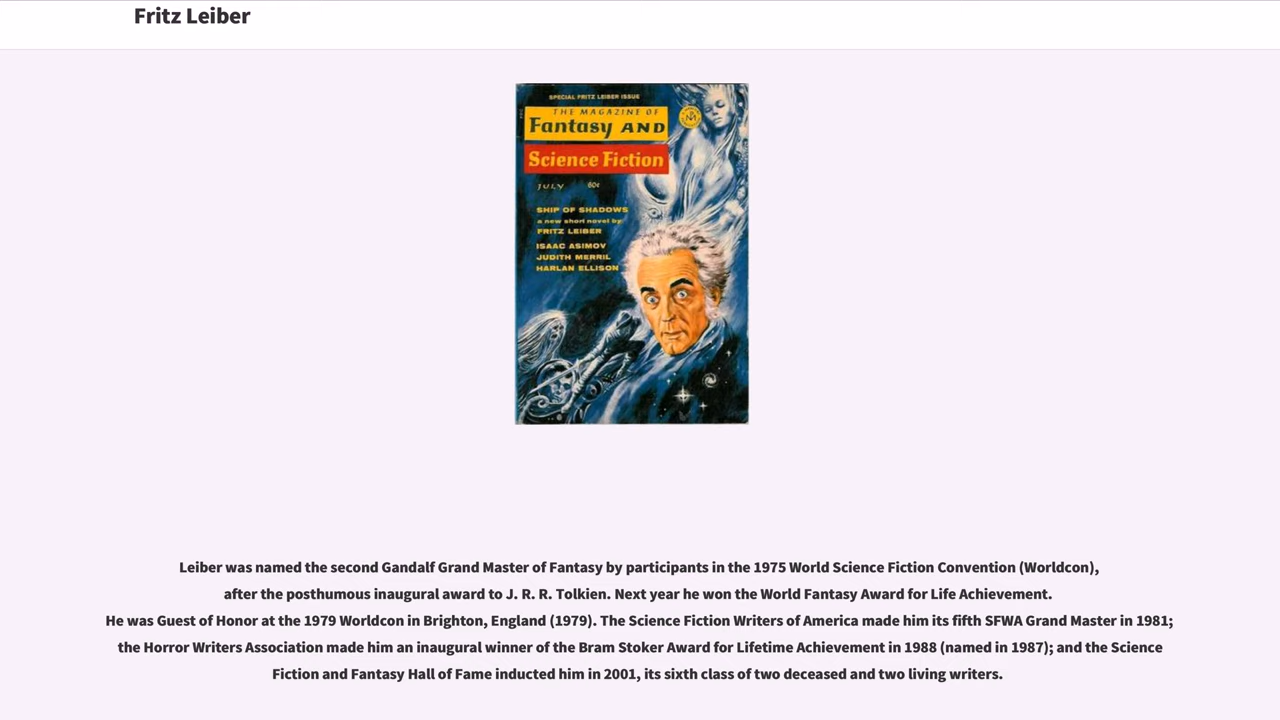 Fritz Leiber
SPECIAL FRITZ LEIBER ISSUE
THE MAGAZINE OF
Fantasy AND
Science Fiction
JULY 60¢
SHIP OF SHADOWS
a new short novel by
FRITZ LEIBER
ISAAC ASIMOV
JUDITH MERRIL
HARLAN ELLISON
Leiber was named the second Gandalf Grand Master of Fantasy by participants in the 1975 World Science Fiction Convention (Worldcon),
after the posthumous inaugural award to J. R. R. Tolkien. Next year he won the World Fantasy Award for Life Achievement.
He was Guest of Honor at the 1979 Worldcon in Brighton, England (1979). The Science Fiction Writers of America made him its fifth SFWA Grand Master in 1981;
the Horror Writers Association made him an inaugural winner of the Bram Stoker Award for Lifetime Achievement in 1988 (named in 1987); and the Science
Fiction and Fantasy Hall of Fame inducted him in 2001, its sixth class of two deceased and two living writers.